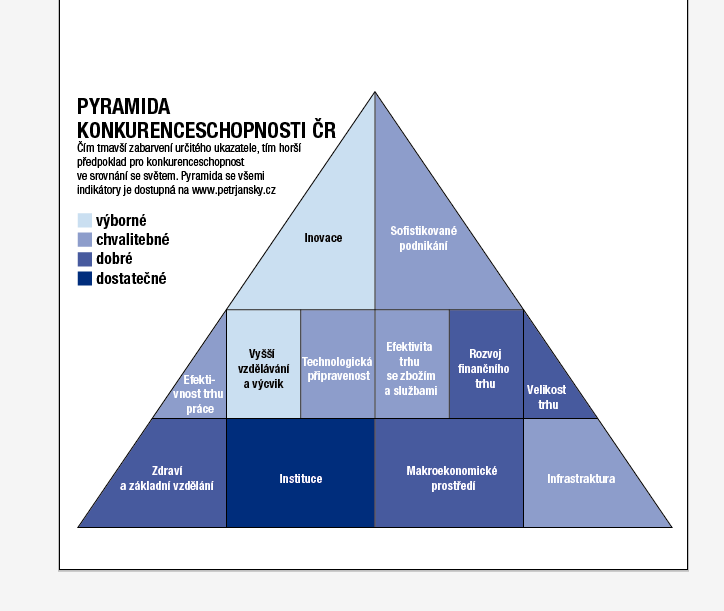 PYRAMIDA
KONKURENCESCHOPNOSTI ČR
Čím tmavší zabarvení určitého ukazatele, tím horší
předpoklad pro konkurenceschopnost
ve srovnání se světem. Pyramida se všemi
indikátory je dostupná na www.petrjansky.cz
výborné
chvalitebné
dobré
dostatečné
Inovace
Sofistikované
podnikání
Efekti-
vnost trhu
práce
Vyšší
vzdělávání
a výcvik
Technologická
připravenost
Efektivita
trhu
se zbožím
a službami
Rozvoj
finančního
trhu
Velikost
trhu
Zdraví
a základní vzdělání
Instituce
Makroekonomické
prostředí
Infrastraktura